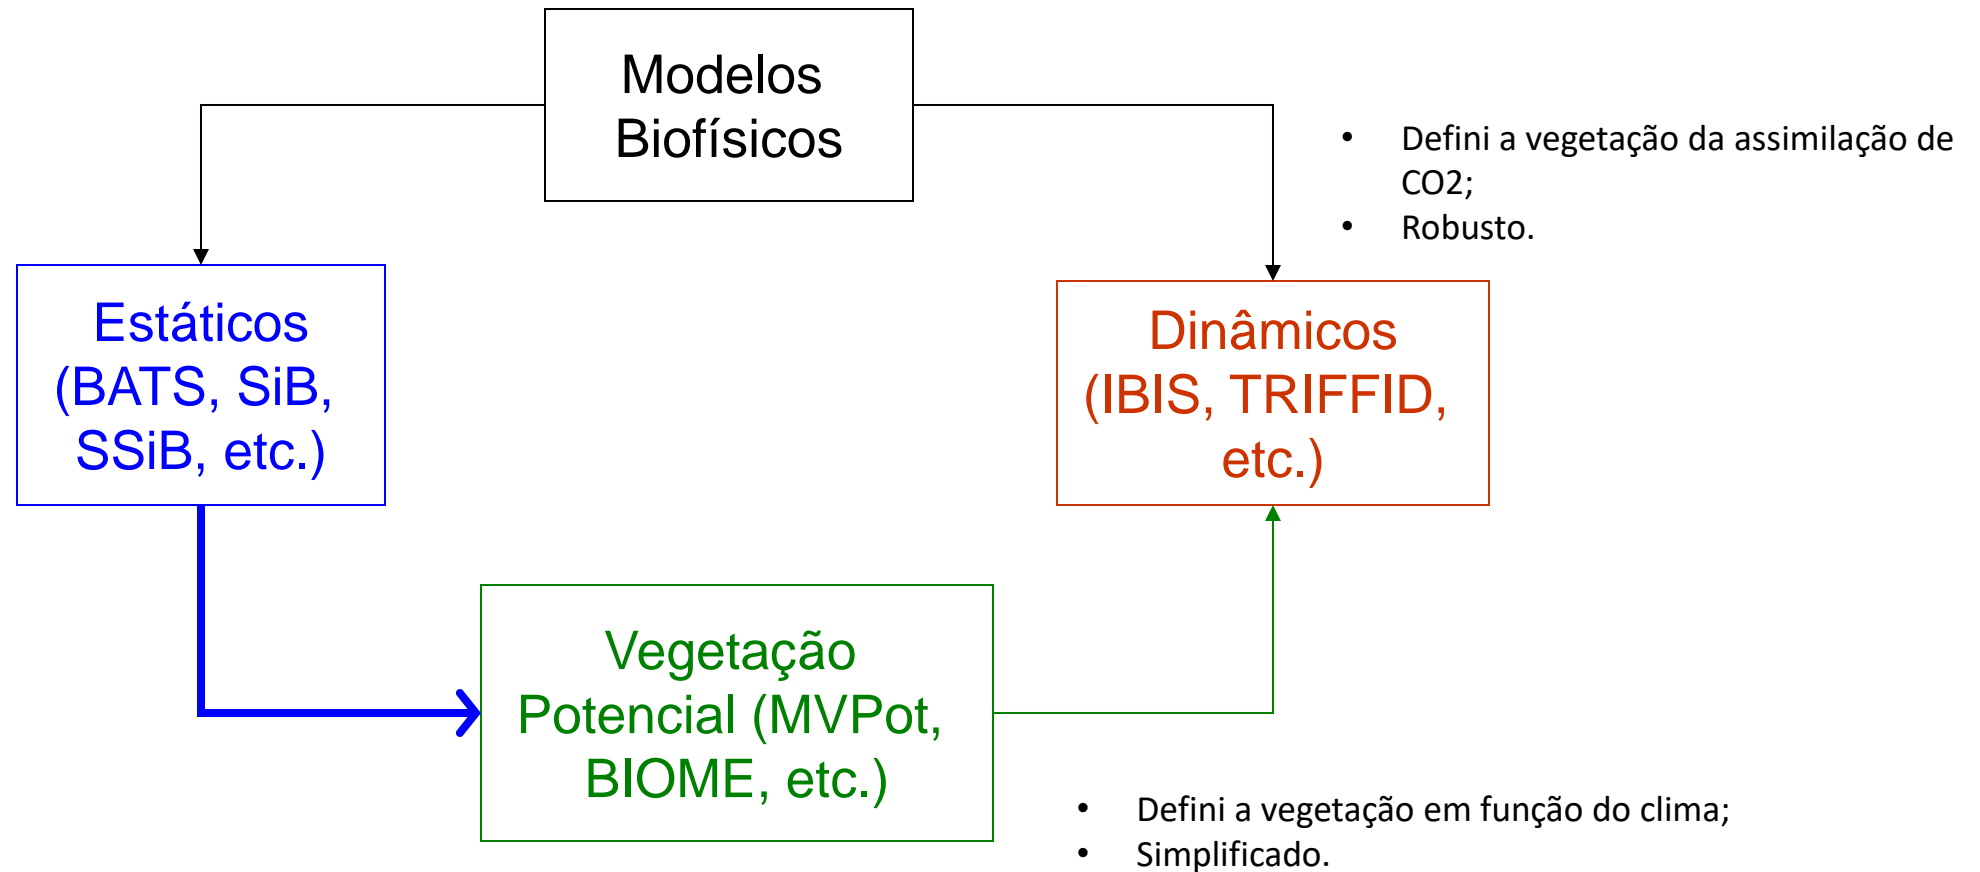 Modelos
Biofísicos
• Defini a vegetação da assimilação de
CO2;
• Robusto.
Estáticos
(BATS, SiB,
SSiB, etc.)
Dinâmicos
(IBIS, TRIFFID,
etc.)
Vegetação
Potencial (MVPot,
BIOME, etc.)
• Defini a vegetação em função do clima;
• Simplificado.